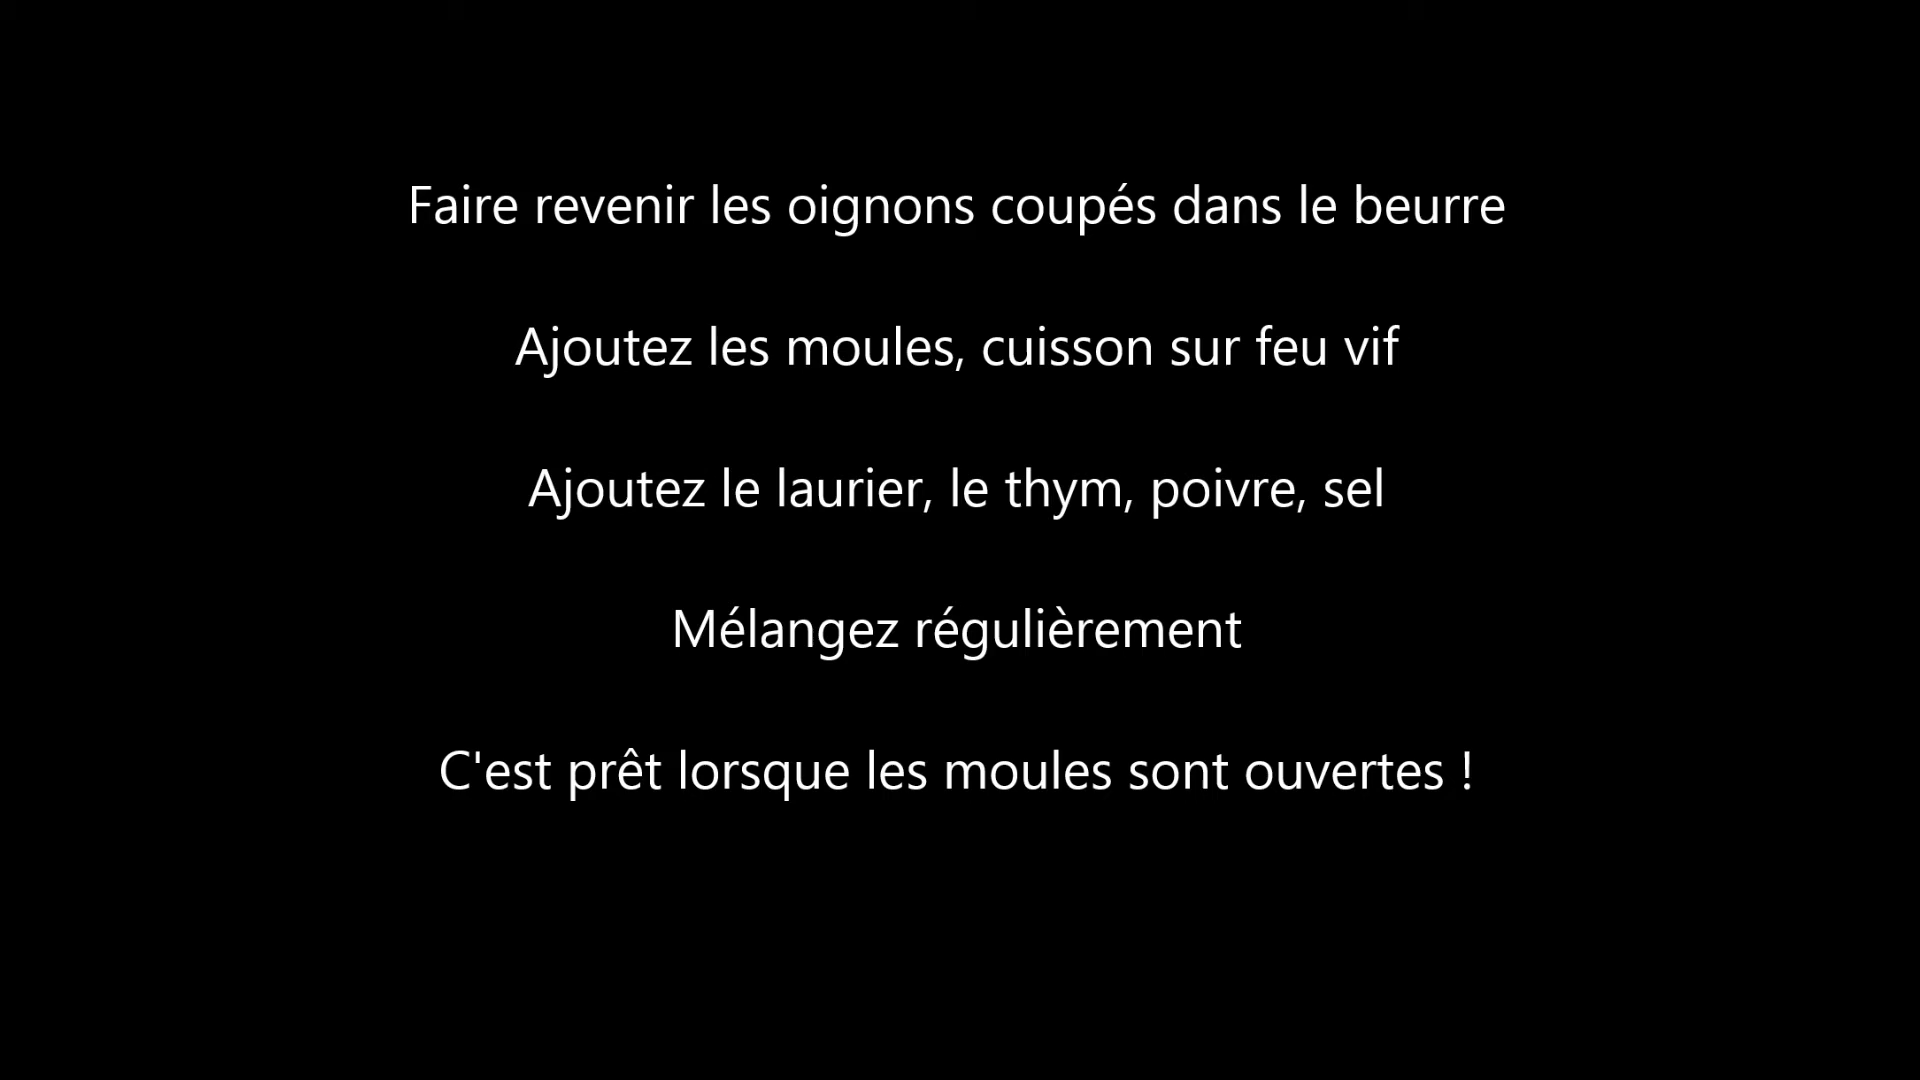 Faire revenir les oignons coupés dans le beurre
Ajoutez les moules, cuisson sur feu vif
Ajoutez le laurier, le thym, poivre, sel
Mélangez régulièrement
C'est prêt lorsque les moules sont ouvertes !